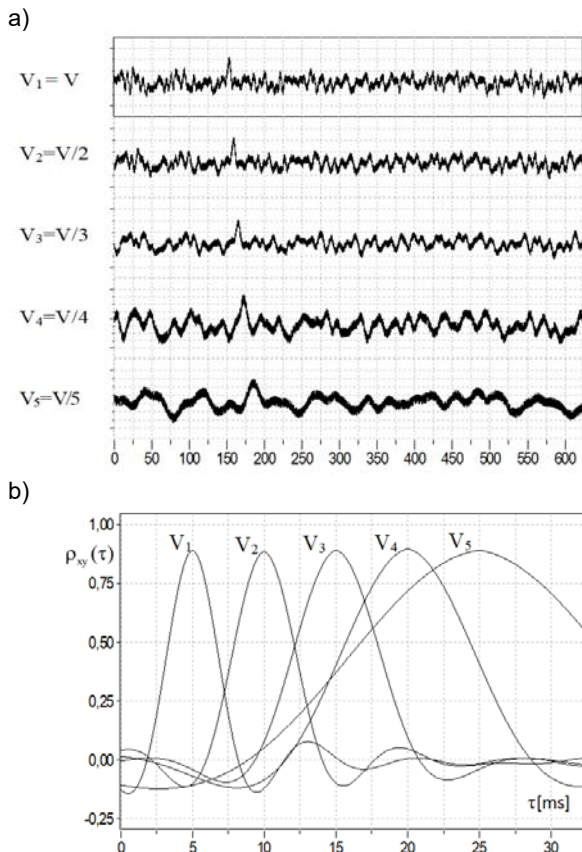 a)
V₁= V
V₂=V/2
V₃=V/3
V₄=V/4
V₅=V/5
0 50 100 150 200 250 300 350 400 450 500 550 600
b)
1,00
ρxy(τ)
V₁ V₂ V₃ V₄ V₅
0,75
0,50
0,25
0,00
-0,25
τ[ms]
0 5 10 15 20 25 30